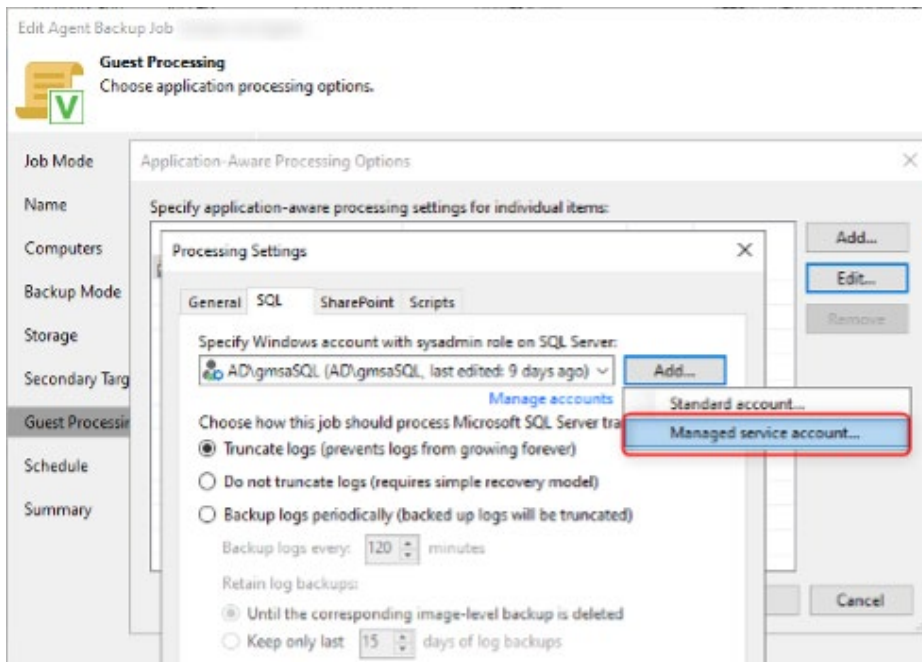 Edit Agent Backup Job
Guest Processing
Choose application processing options.
V
Job Mode
Name
Computers
Backup Mode
Storage
Secondary Targ
Guest Processir
Schedule
Summary
Application-Aware Processing Options
Specify application-aware processing settings for individual items:
Add...
Edit...
Remove
Processing Settings
General SQL SharePoint Scripts
Specify Windows account with sysadmin role on SQL Server:
AD\gmsaSQL (AD\gmsaSQL, last edited: 9 days ago) Add...
Manage accounts
Standard account...
Managed service account...
Choose how this job should process Microsoft SQL Server tra
Truncate logs (prevents logs from growing forever)
Do not truncate logs (requires simple recovery model)
Backup logs periodically (backed up logs will be truncated)
Backup logs every: 120 minutes
Retain log backups:
Until the corresponding image-level backup is deleted
Keep only last 15 days of log backups
Cancel